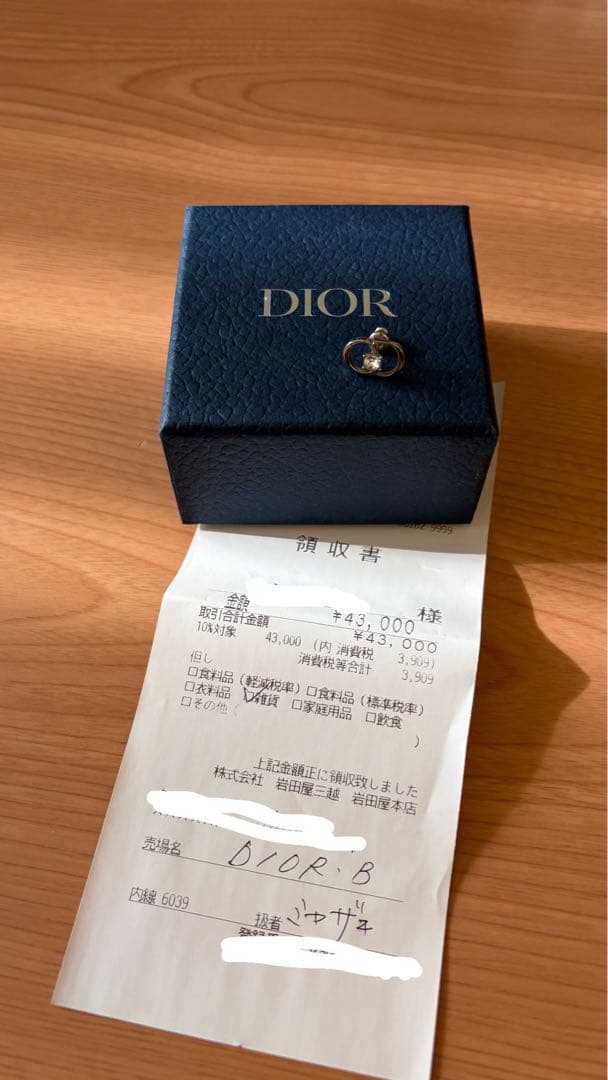 DIOR
9999
領収書
様
金額 ¥43,000
取引合計金額 ¥43,000
10%対象 43,000 (内 消費税 3,909)
消費税等合計 3,909
但し
□食料品(軽減税率)□食料品(標準税率)
□衣料品 ☑雑貨 □家庭用品 □飲食
□その他( )
上記金額正に領収致しました
株式会社 岩田屋三越 岩田屋本店
売場名 DIOR・B
内線 6039
扱者 ミヤザキ